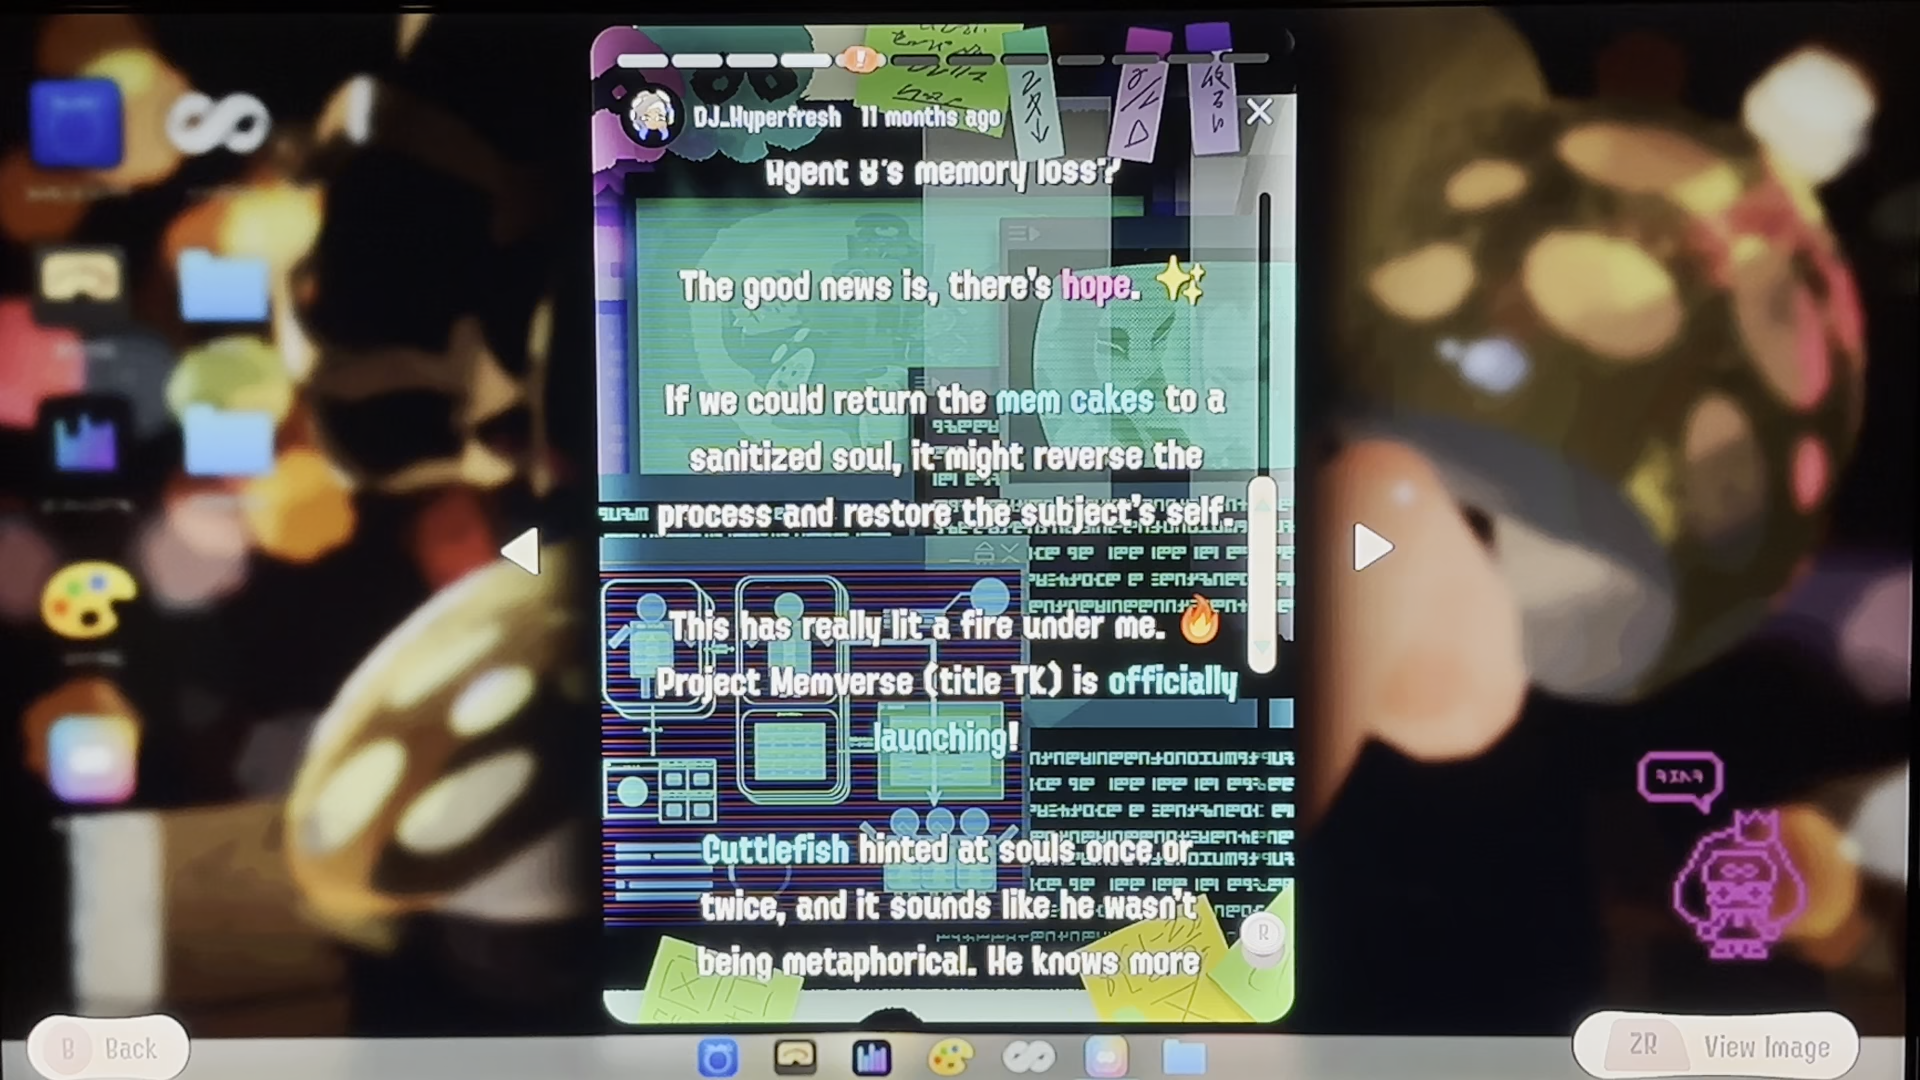 DJ_Hyperfresh 11 months ago
Agent 8's memory loss?
The good news is, there's hope. ✨
If we could return the mem cakes to a
sanitized soul, it might reverse the
process and restore the subject's self.
This has really lit a fire under me. 🔥
Project Memverse (title TK) is officially
launching!
Cuttlefish hinted at souls once or
twice, and it sounds like he wasn't
being metaphorical. He knows more
R
B Back
ZR View Image